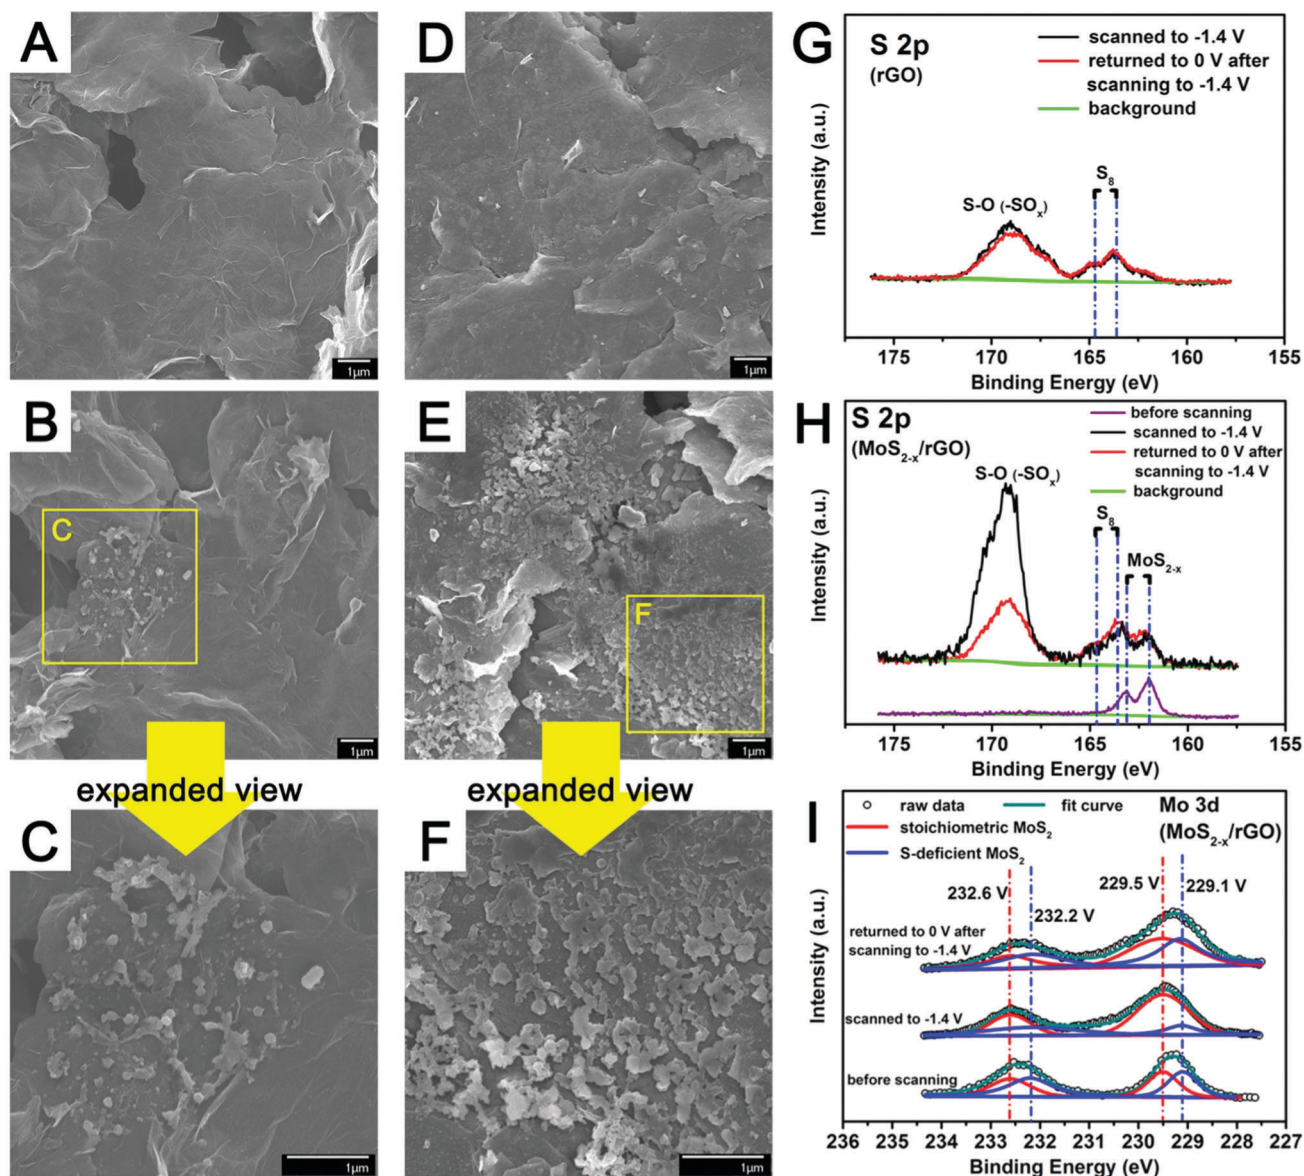 A
1μm
B
C
1μm
expanded view
C
1μm
D
1μm
E
F
1μm
expanded view
F
1μm
G
S 2p
(rGO)
scanned to -1.4 V
returned to 0 V after
scanning to -1.4 V
background
S8
S-O (-SOx)
Intensity (a.u.)
175 170 165 160 155
Binding Energy (eV)
H
S 2p
(MoS2-x/rGO)
before scanning
scanned to -1.4 V
returned to 0 V after
scanning to -1.4 V
background
S-O (-SOx)
S8
MoS2-x
Intensity (a.u.)
175 170 165 160 155
Binding Energy (eV)
I
raw data fit curve
stoichiometric MoS2
S-deficient MoS2
Mo 3d
(MoS2-x/rGO)
232.6 V
232.2 V
229.5 V
229.1 V
returned to 0 V after
scanning to -1.4 V
scanned to -1.4 V
before scanning
Intensity (a.u.)
236 235 234 233 232 231 230 229 228 227
Binding Energy (eV)